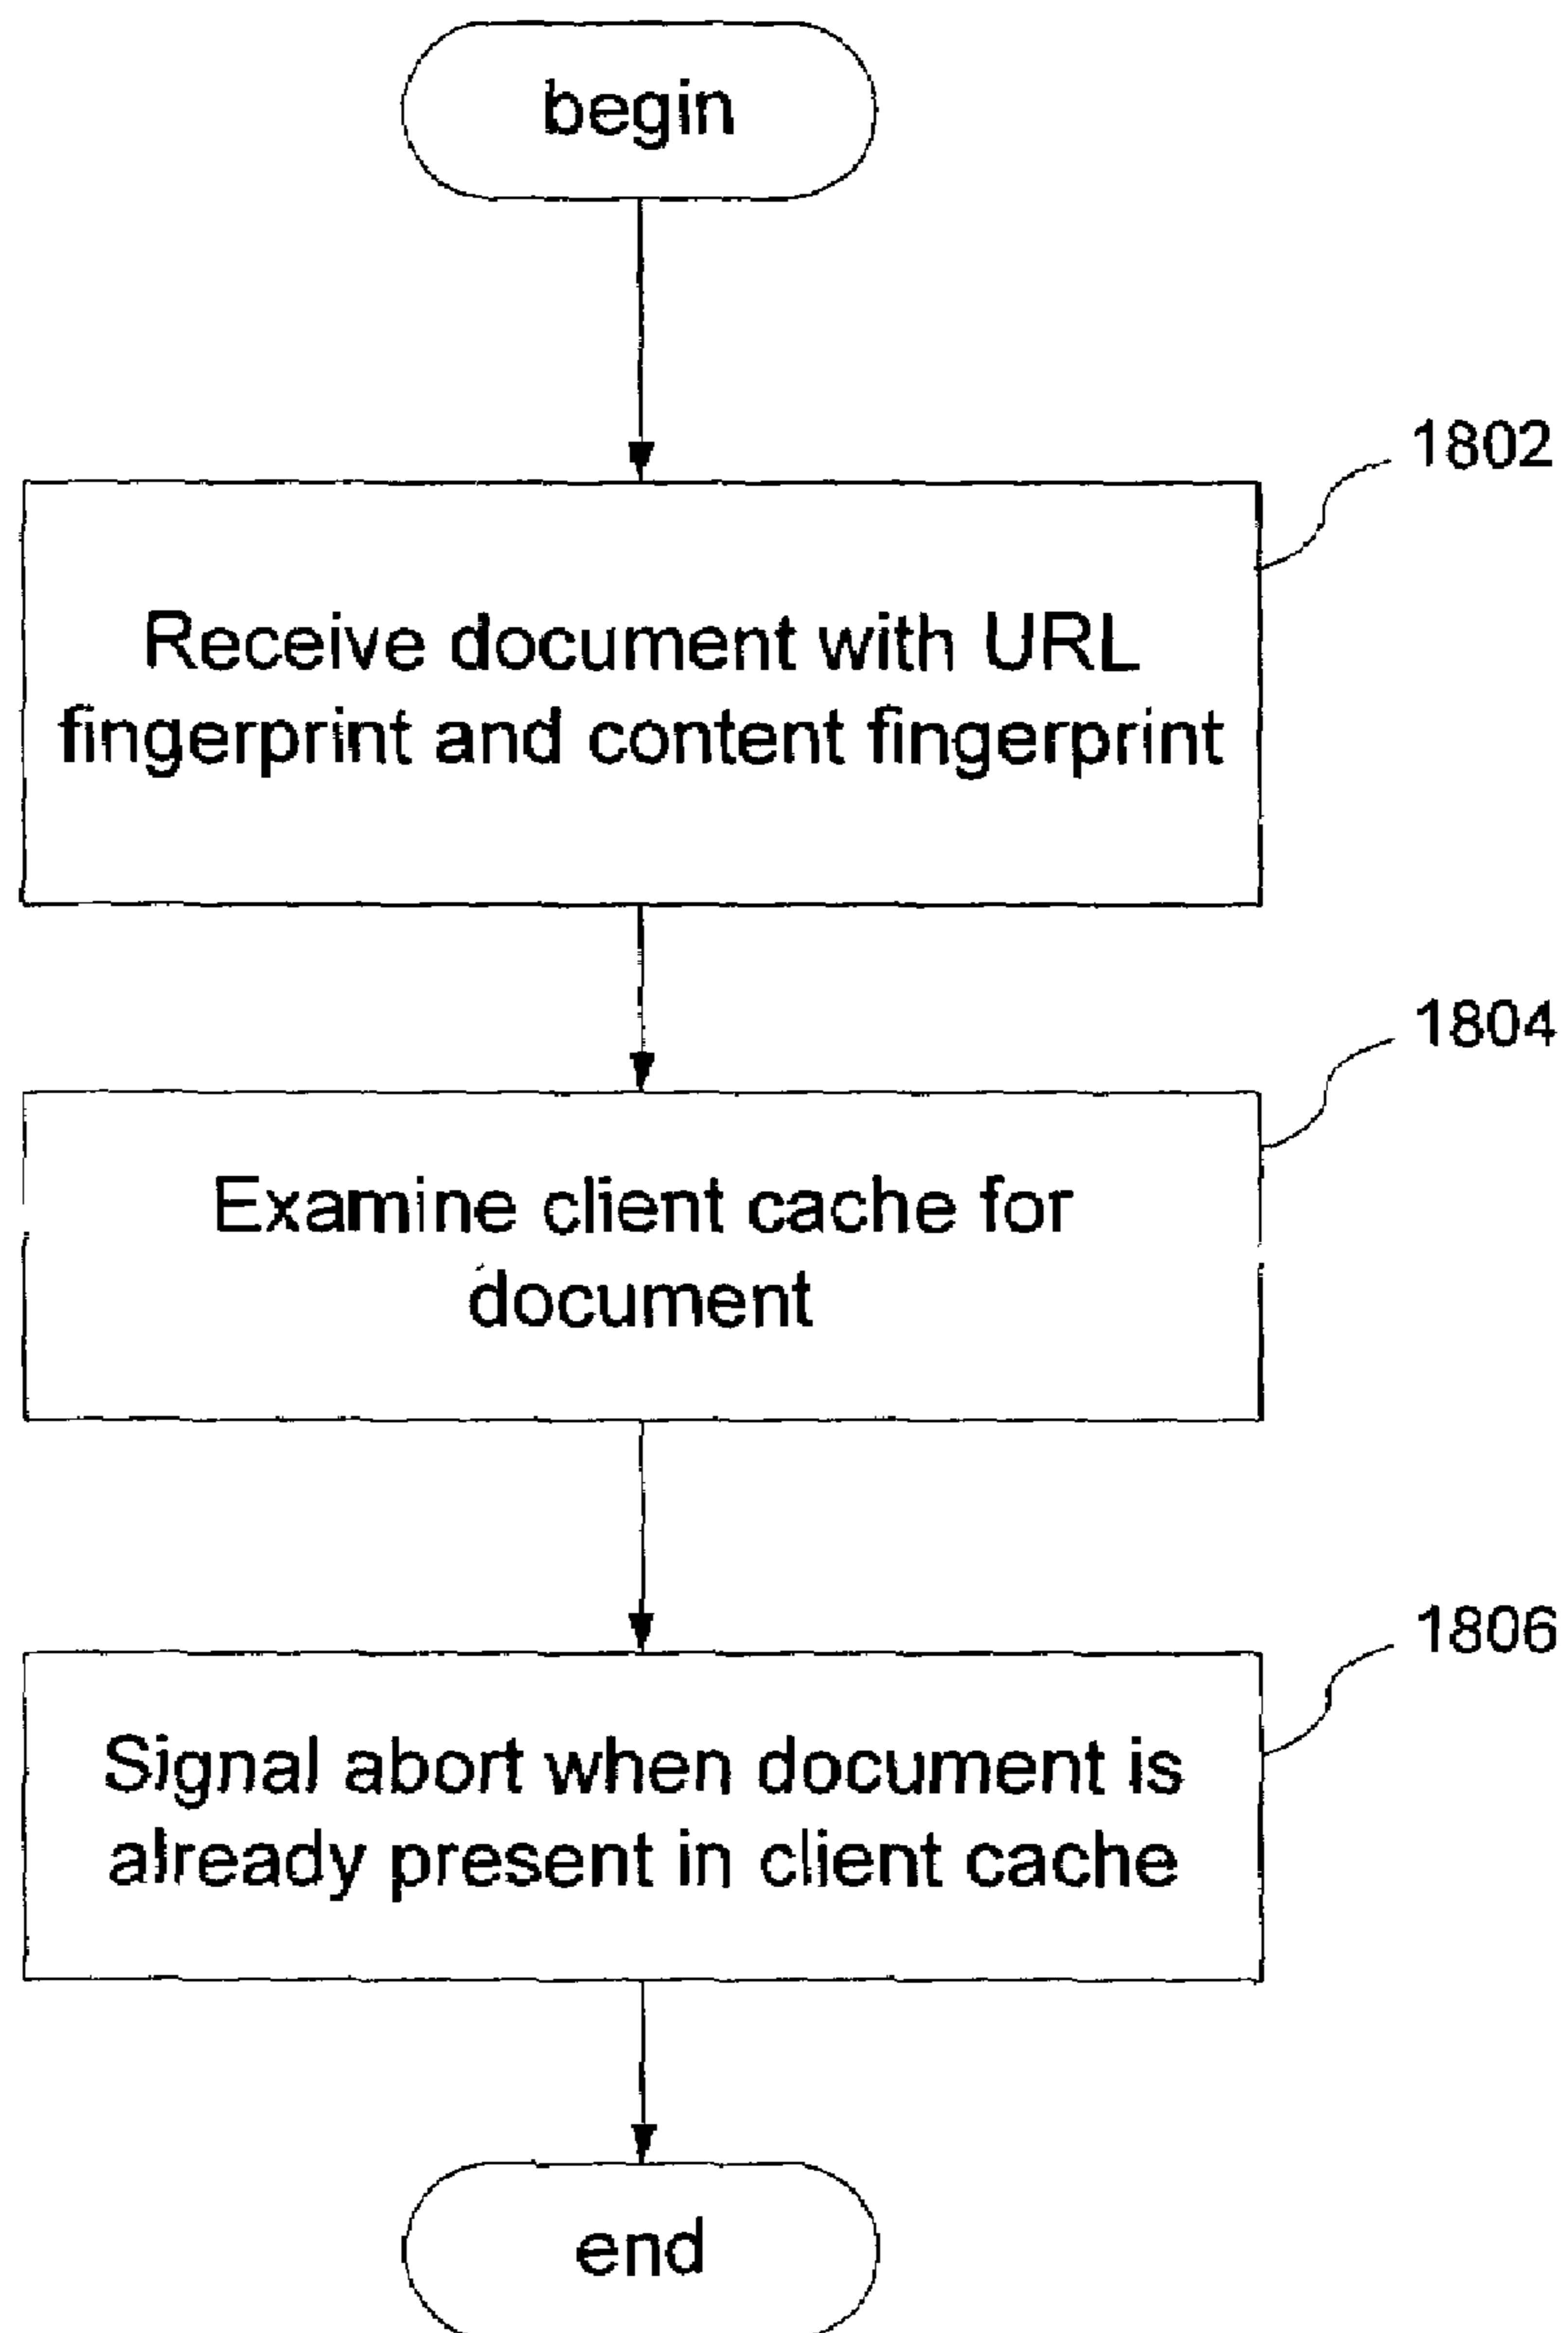 begin
1802
Receive document with URL
fingerprint and content fingerprint
1804
Examine client cache for
document
1806
Signal abort when document is
already present in client cache
end